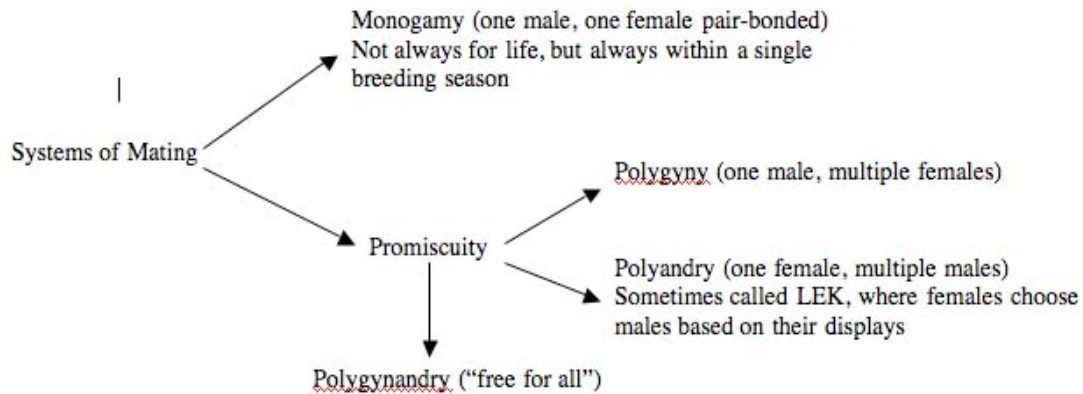 Monogamy (one male, one female pair-bonded)
Not always for life, but always within a single
breeding season
Systems of Mating
Polygyny (one male, multiple females)
Promiscuity
Polyandry (one female, multiple males)
Sometimes called LEK, where females choose
males based on their displays
Polygynandry (“free for all”)